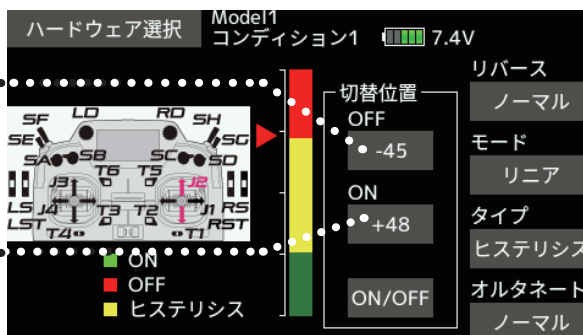 ハードウェア選択
Model1
コンディション1
7.4V
リバース
ノーマル
モード
リニア
タイプ
ヒステリシス
オルタネート
ノーマル
切替位置
OFF
-45
ON
+48
ON/OFF
LD RD
SF SH
SE SG
SA SB SC SD
T6 T5
J3 J2
LS J4 T3 T2 J1 RS
LST RST
T4 T1
ON
OFF
ヒステリシス